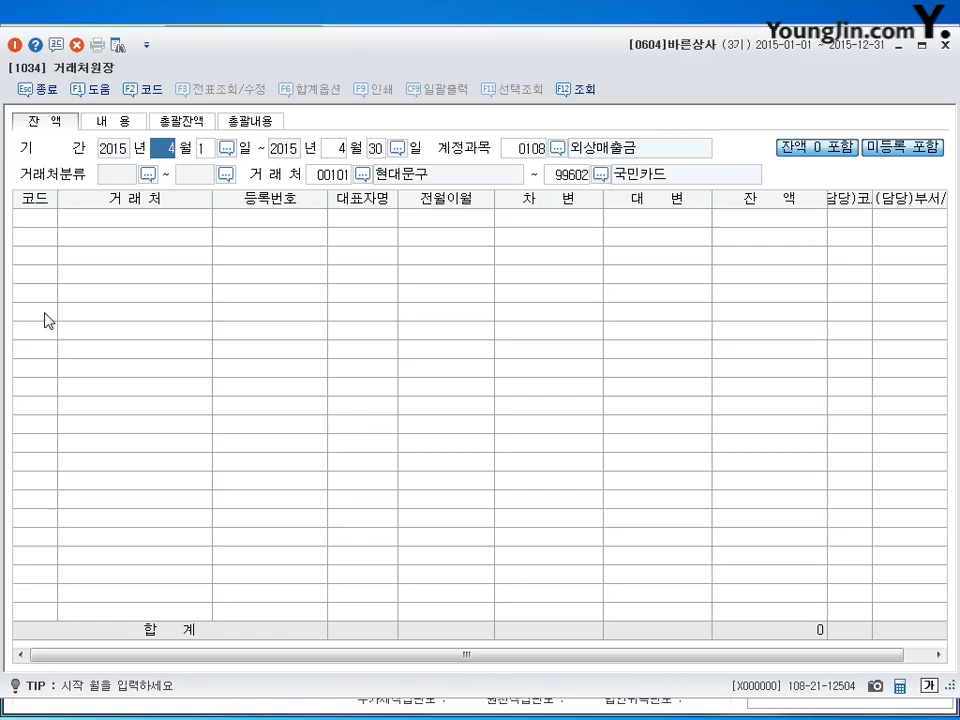 YoungJin.com Y.
[0604]바른상사 (3기) 2015-01-01 ~ 2015-12-31
[1034] 거래처원장
Esc 종료 F1 도움 F2 코드 F3 전표조회/수정 F6 합계옵션 F9 인쇄 CF9 일괄출력 F11 선택조회 F12 조회
잔 액 내 용 총괄잔액 총괄내용
기 간 2015 년 4 월 1 일 ~ 2015 년 4 월 30 일 계정과목 0108 외상매출금 잔액 0 포함 미등록 포함
거래처분류 ~ 거 래 처 00101 현대문구 ~ 99602 국민카드
코드 거 래 처 등록번호 대표자명 전월이월 차 변 대 변 잔 액 담당)코 (담당)부서/
합 계 0
TIP : 시작 월을 입력하세요 [X000000] 108-21-12504 가